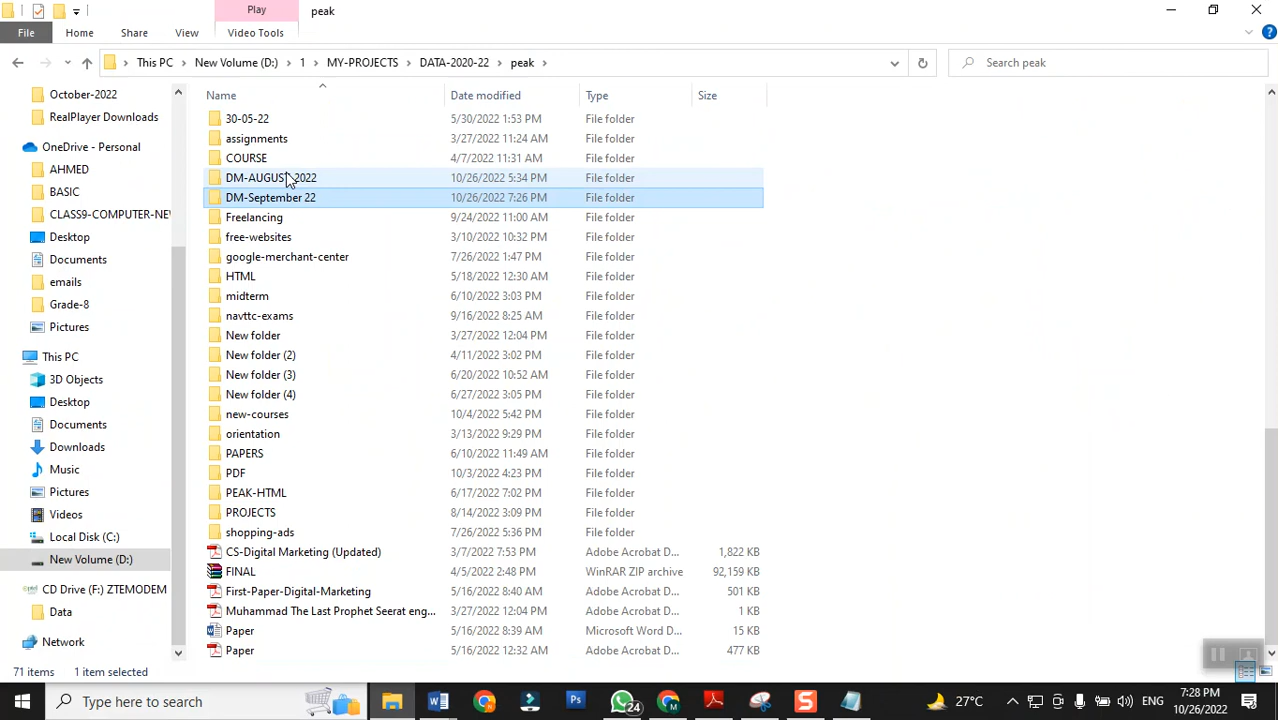 Play
peak
File
Home
Share
View
Video Tools
This PC
New Volume (D:)
1
MY-PROJECTS
DATA-2020-22
peak
Search peak
October-2022
RealPlayer Downloads
OneDrive - Personal
AHMED
BASIC
CLASS9-COMPUTER-NEV
Desktop
Documents
emails
Grade-8
Pictures
This PC
3D Objects
Desktop
Documents
Downloads
Music
Pictures
Videos
Local Disk (C:)
New Volume (D:)
CD Drive (F:) ZTEMODEM
Data
Network
Name Date modified Type Size
30-05-22 5/30/2022 1:53 PM File folder
assignments 3/27/2022 11:24 AM File folder
COURSE 4/7/2022 11:31 AM File folder
DM-AUGUST-2022 10/26/2022 5:34 PM File folder
DM-September 22 10/26/2022 7:26 PM File folder
Freelancing 9/24/2022 11:00 AM File folder
free-websites 3/10/2022 10:32 PM File folder
google-merchant-center 7/26/2022 1:47 PM File folder
HTML 5/18/2022 12:30 AM File folder
midterm 6/10/2022 3:03 PM File folder
navttc-exams 9/16/2022 8:25 AM File folder
New folder 3/27/2022 12:04 PM File folder
New folder (2) 4/11/2022 3:02 PM File folder
New folder (3) 6/20/2022 10:52 AM File folder
New folder (4) 6/27/2022 3:05 PM File folder
new-courses 10/4/2022 5:42 PM File folder
orientation 3/13/2022 9:29 PM File folder
PAPERS 6/10/2022 11:49 AM File folder
PDF 10/3/2022 4:23 PM File folder
PEAK-HTML 6/17/2022 7:02 PM File folder
PROJECTS 8/14/2022 3:09 PM File folder
shopping-ads 7/26/2022 5:36 PM File folder
CS-Digital Marketing (Updated) 3/7/2022 7:53 PM Adobe Acrobat D... 1,822 KB
FINAL 4/5/2022 2:48 PM WinRAR ZIP archive 92,159 KB
First-Paper-Digital-Marketing 5/16/2022 8:40 AM Adobe Acrobat D... 501 KB
Muhammad The Last Prophet Seerat eng... 3/27/2022 12:04 PM Adobe Acrobat D... 1 KB
Paper 5/16/2022 8:39 AM Microsoft Word D... 15 KB
Paper 5/16/2022 12:32 AM Adobe Acrobat D... 477 KB
71 items 1 item selected
Type here to search
24
27°C
ENG
7:28 PM
10/26/2022